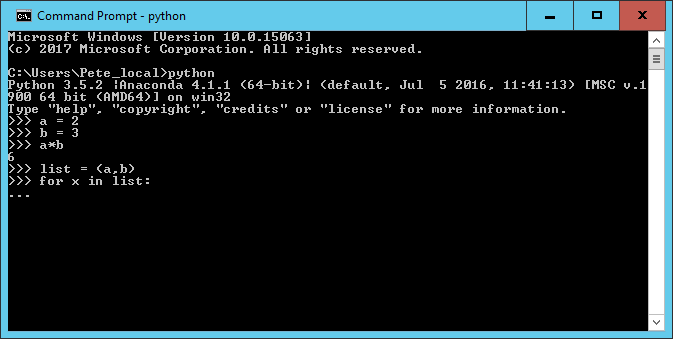 Command Prompt - python
Microsoft Windows [Version 10.0.15063]
(c) 2017 Microsoft Corporation. All rights reserved.
C:\Users\Pete_local>python
Python 3.5.2 |Anaconda 4.1.1 (64-bit)| (default, Jul  5 2016, 11:41:13) [MSC v.1
900 64 bit (AMD64)] on win32
Type "help", "copyright", "credits" or "license" for more information.
>>> a = 2
>>> b = 3
>>> a*b
6
>>> list = (a,b)
>>> for x in list:
...